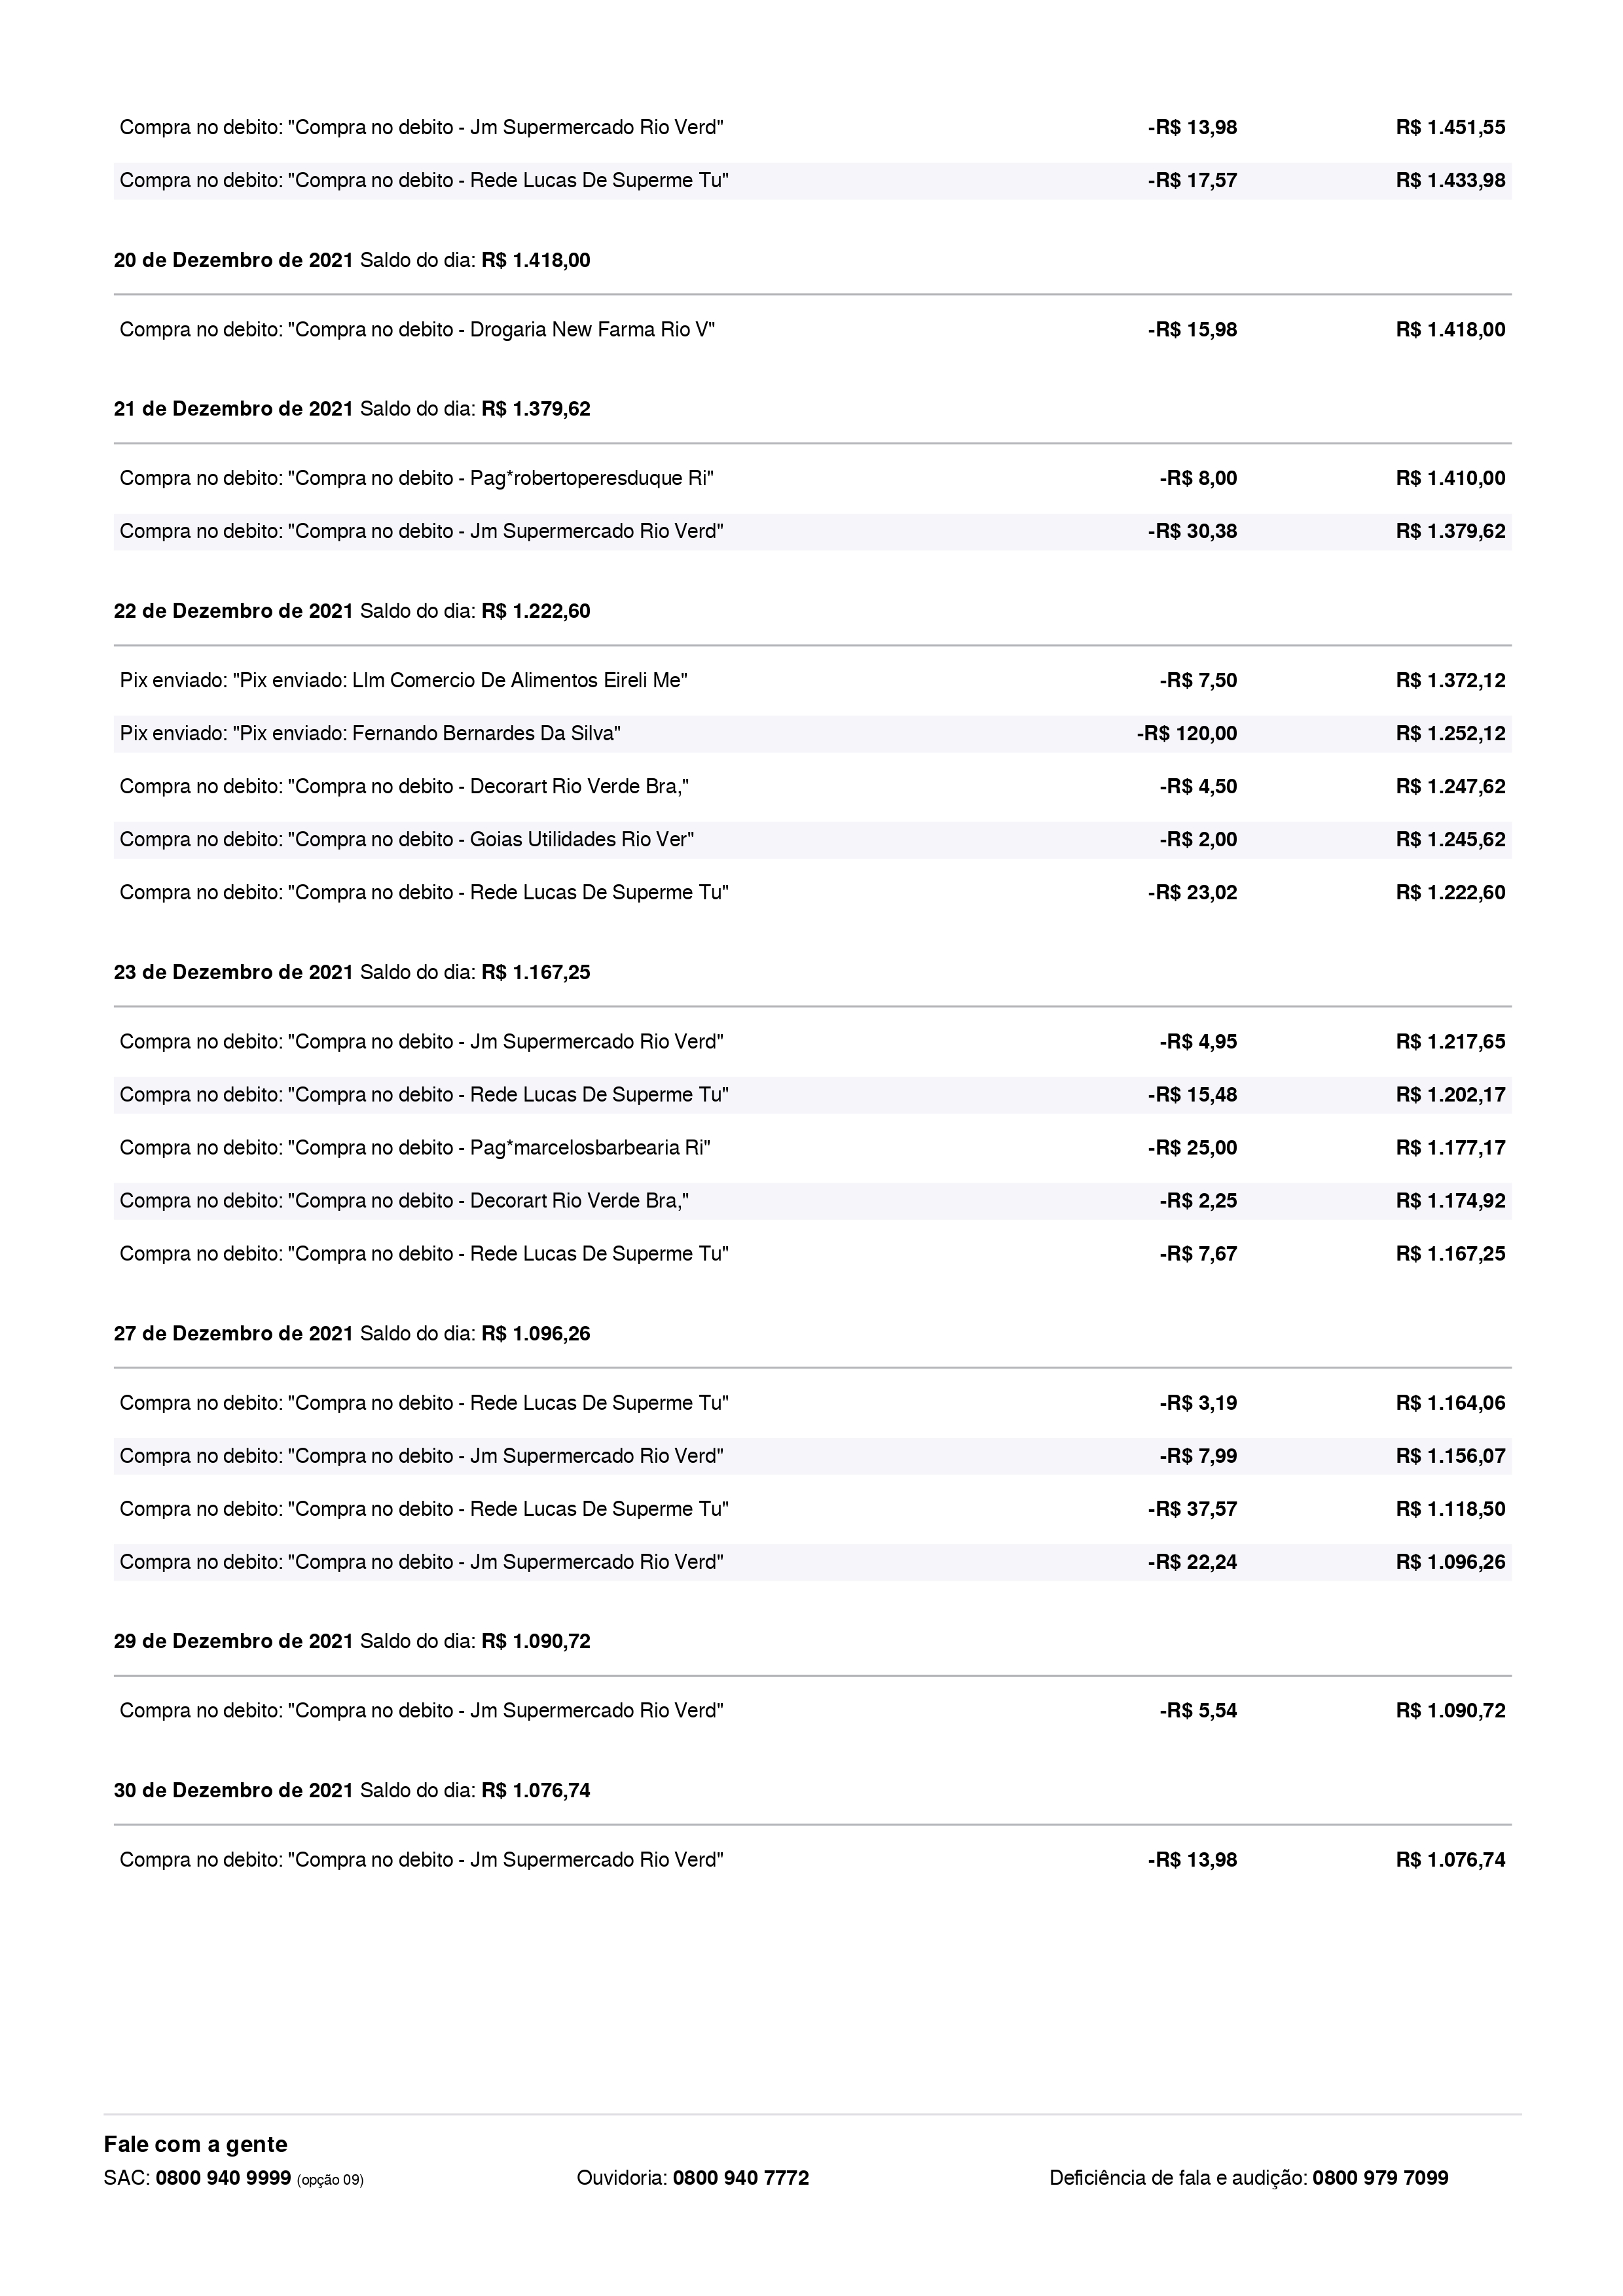 Compra no debito: "Compra no debito - Jm Supermercado Rio Verd" -R$ 13,98 R$ 1.451,55
Compra no debito: "Compra no debito - Rede Lucas De Superme Tu" -R$ 17,57 R$ 1.433,98
20 de Dezembro de 2021 Saldo do dia: R$ 1.418,00
Compra no debito: "Compra no debito - Drogaria New Farma Rio V" -R$ 15,98 R$ 1.418,00
21 de Dezembro de 2021 Saldo do dia: R$ 1.379,62
Compra no debito: "Compra no debito - Pag*robertoperesduque Ri" -R$ 8,00 R$ 1.410,00
Compra no debito: "Compra no debito - Jm Supermercado Rio Verd" -R$ 30,38 R$ 1.379,62
22 de Dezembro de 2021 Saldo do dia: R$ 1.222,60
Pix enviado: "Pix enviado: Llm Comercio De Alimentos Eireli Me" -R$ 7,50 R$ 1.372,12
Pix enviado: "Pix enviado: Fernando Bernardes Da Silva" -R$ 120,00 R$ 1.252,12
Compra no debito: "Compra no debito - Decorart Rio Verde Bra," -R$ 4,50 R$ 1.247,62
Compra no debito: "Compra no debito - Goias Utilidades Rio Ver" -R$ 2,00 R$ 1.245,62
Compra no debito: "Compra no debito - Rede Lucas De Superme Tu" -R$ 23,02 R$ 1.222,60
23 de Dezembro de 2021 Saldo do dia: R$ 1.167,25
Compra no debito: "Compra no debito - Jm Supermercado Rio Verd" -R$ 4,95 R$ 1.217,65
Compra no debito: "Compra no debito - Rede Lucas De Superme Tu" -R$ 15,48 R$ 1.202,17
Compra no debito: "Compra no debito - Pag*marcelosbarbearia Ri" -R$ 25,00 R$ 1.177,17
Compra no debito: "Compra no debito - Decorart Rio Verde Bra," -R$ 2,25 R$ 1.174,92
Compra no debito: "Compra no debito - Rede Lucas De Superme Tu" -R$ 7,67 R$ 1.167,25
27 de Dezembro de 2021 Saldo do dia: R$ 1.096,26
Compra no debito: "Compra no debito - Rede Lucas De Superme Tu" -R$ 3,19 R$ 1.164,06
Compra no debito: "Compra no debito - Jm Supermercado Rio Verd" -R$ 7,99 R$ 1.156,07
Compra no debito: "Compra no debito - Rede Lucas De Superme Tu" -R$ 37,57 R$ 1.118,50
Compra no debito: "Compra no debito - Jm Supermercado Rio Verd" -R$ 22,24 R$ 1.096,26
29 de Dezembro de 2021 Saldo do dia: R$ 1.090,72
Compra no debito: "Compra no debito - Jm Supermercado Rio Verd" -R$ 5,54 R$ 1.090,72
30 de Dezembro de 2021 Saldo do dia: R$ 1.076,74
Compra no debito: "Compra no debito - Jm Supermercado Rio Verd" -R$ 13,98 R$ 1.076,74
Fale com a gente
SAC: 0800 940 9999 (opção 09) Ouvidoria: 0800 940 7772 Deficiência de fala e audição: 0800 979 7099